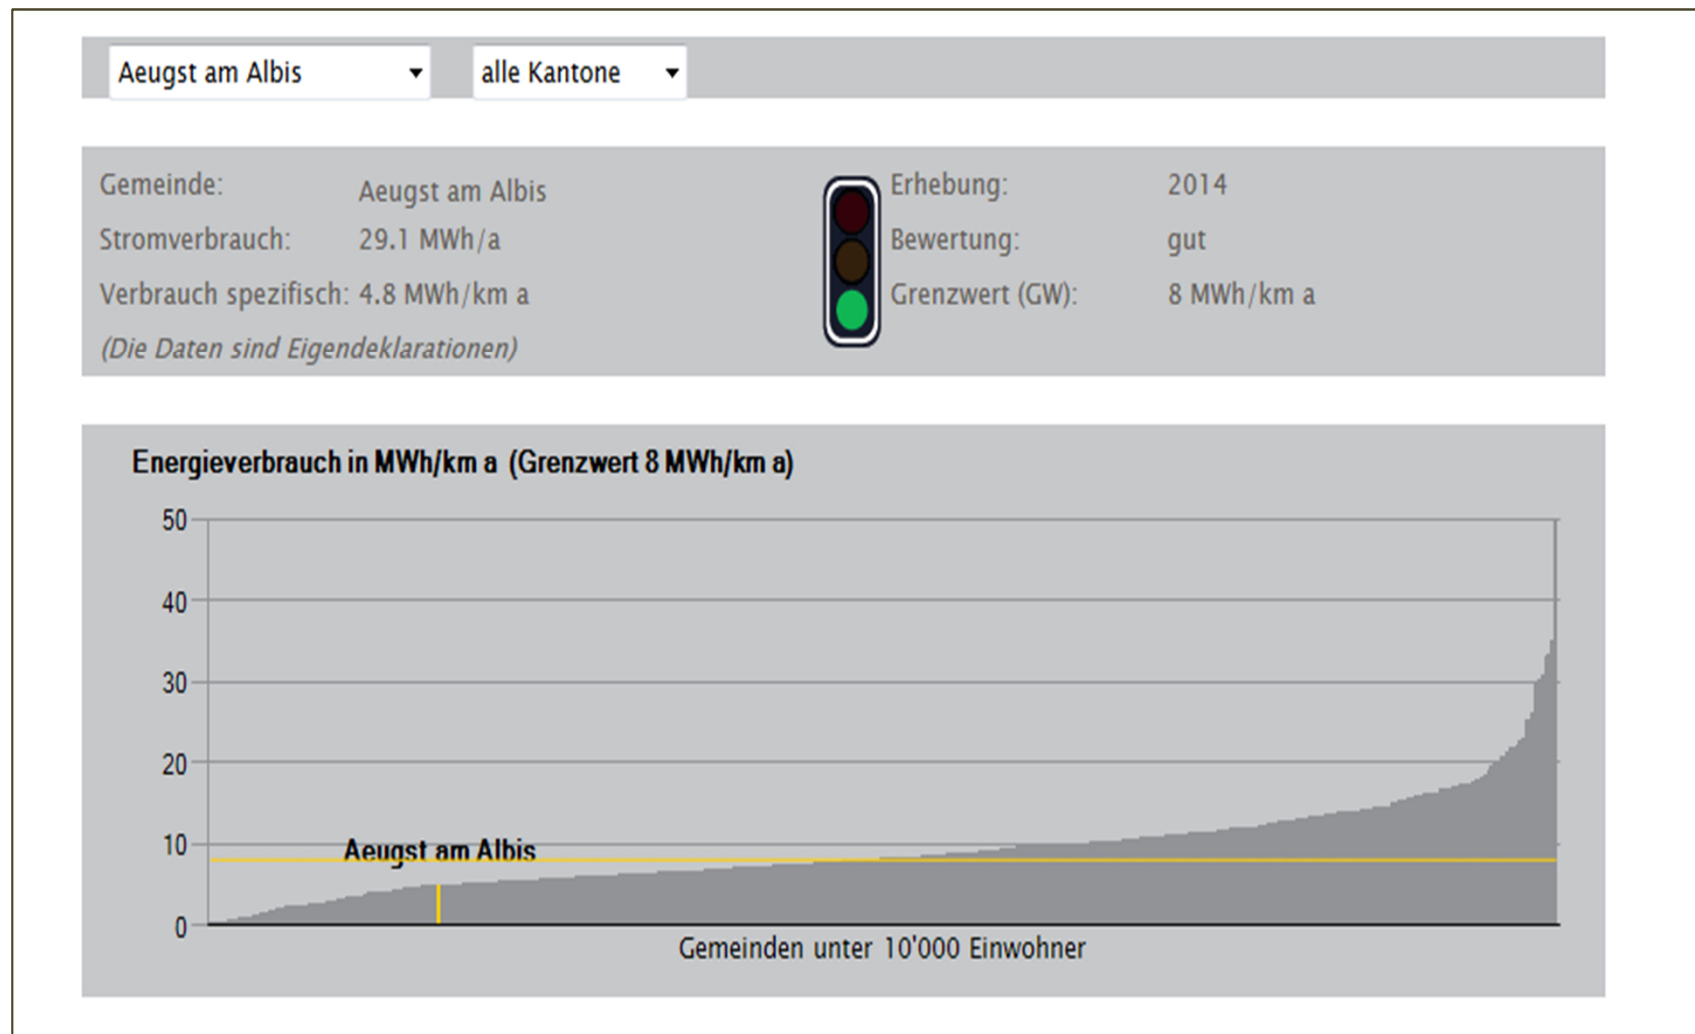 Aeugst am Albis alle Kantone
Gemeinde: Aeugst am Albis Erhebung: 2014
Stromverbrauch: 29.1 MWh/a Bewertung: gut
Verbrauch spezifisch: 4.8 MWh/km a Grenzwert (GW): 8 MWh/km a
(Die Daten sind Eigendeklarationen)
Energieverbrauch in MWh/km a (Grenzwert 8 MWh/km a)
50
40
30
20
10
Aeugst am Albis
0
Gemeinden unter 10'000 Einwohner